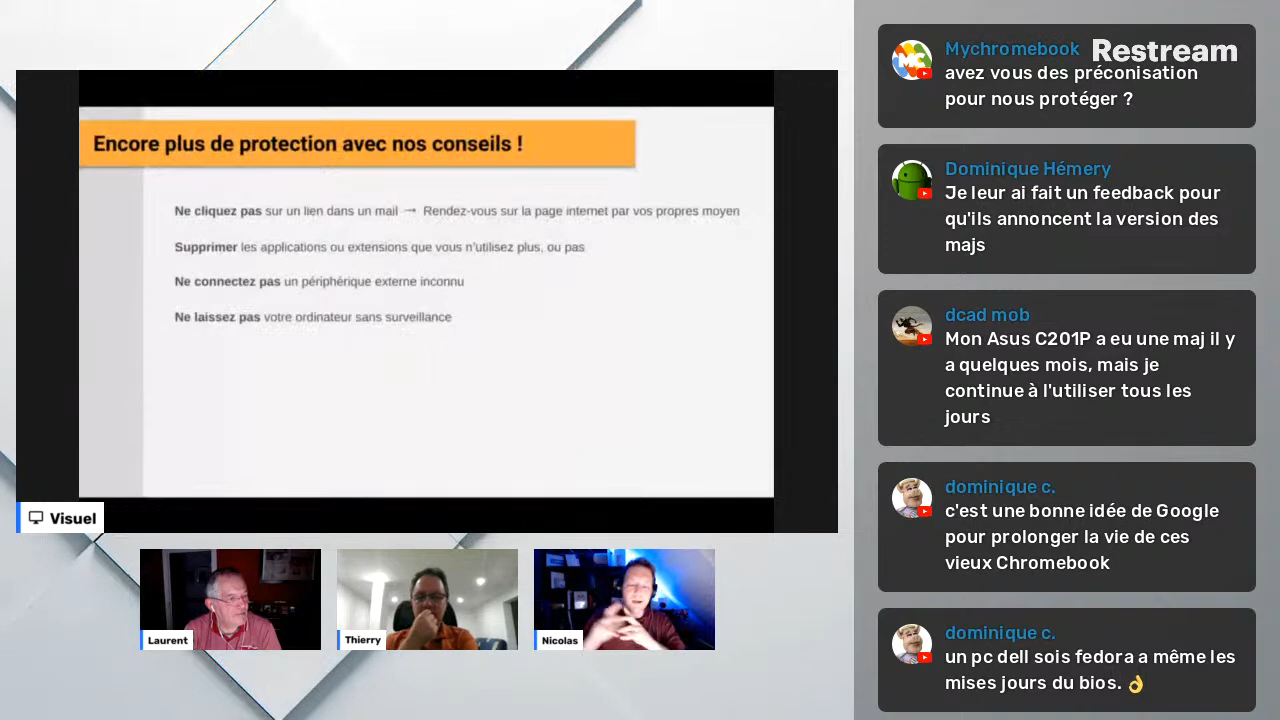 Encore plus de protection avec nos conseils !
Ne cliquez pas sur un lien dans un mail → Rendez-vous sur la page internet par vos propres moyen
Supprimer les applications ou extensions que vous n'utilisez plus, ou pas
Ne connectez pas un périphérique externe inconnu
Ne laissez pas votre ordinateur sans surveillance
Visuel
Laurent
Thierry
Nicolas
Restream
Mychromebook
avez vous des préconisation
pour nous protéger ?
Dominique Hémery
Je leur ai fait un feedback pour
qu'ils annoncent la version des
majs
dcad mob
Mon Asus C201P a eu une maj il y
a quelques mois, mais je
continue à l'utiliser tous les
jours
dominique c.
c'est une bonne idée de Google
pour prolonger la vie de ces
vieux Chromebook
dominique c.
un pc dell sois fedora a même les
mises jours du bios. 👌